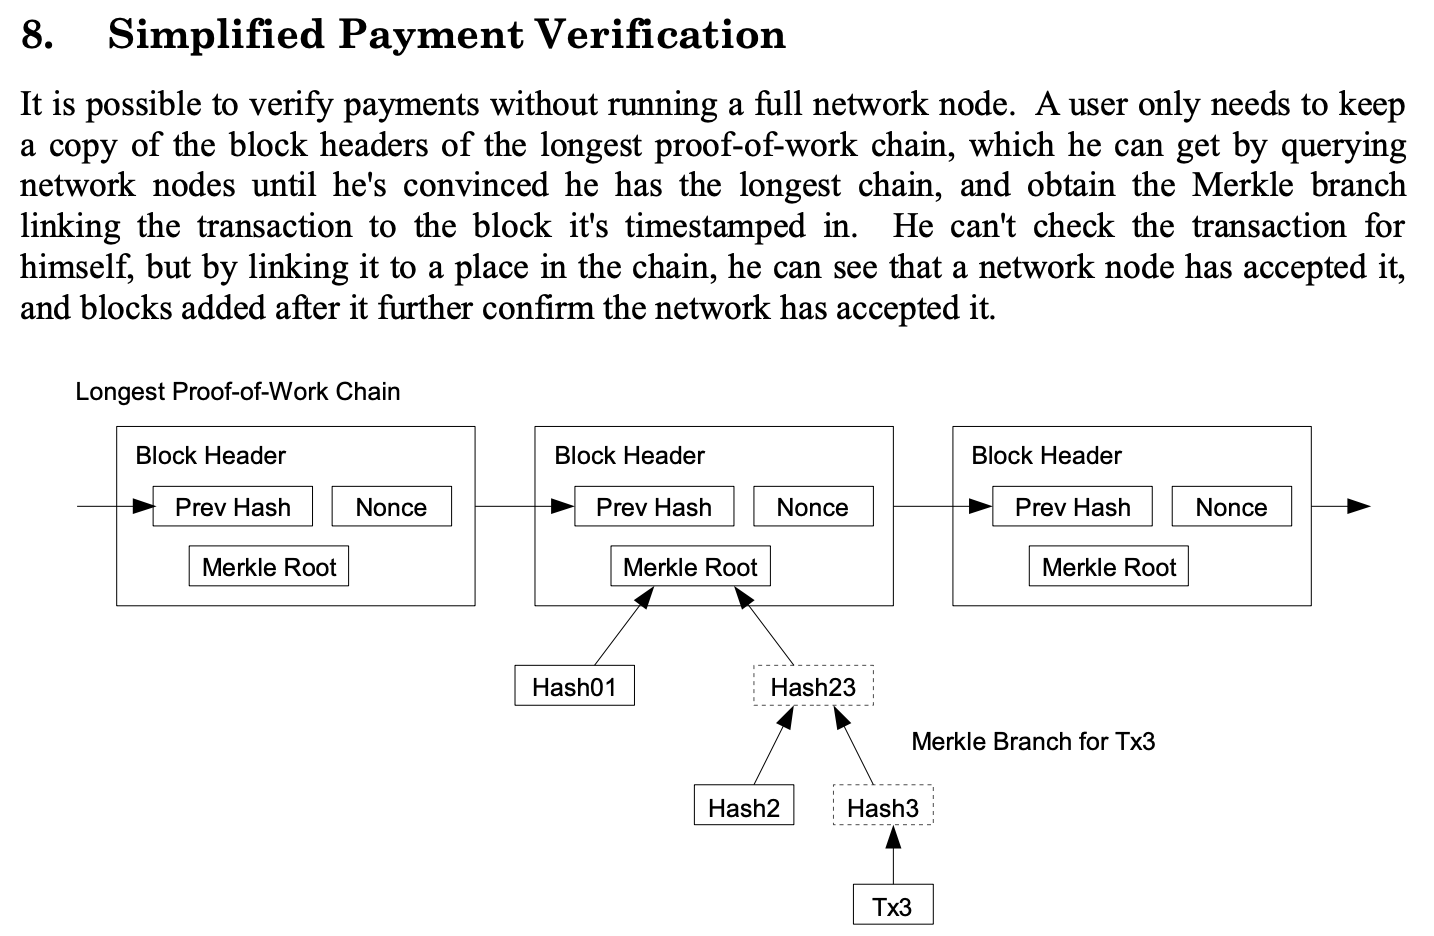 8. Simplified Payment Verification
It is possible to verify payments without running a full network node. A user only needs to keep
a copy of the block headers of the longest proof-of-work chain, which he can get by querying
network nodes until he's convinced he has the longest chain, and obtain the Merkle branch
linking the transaction to the block it's timestamped in. He can't check the transaction for
himself, but by linking it to a place in the chain, he can see that a network node has accepted it,
and blocks added after it further confirm the network has accepted it.
Longest Proof-of-Work Chain
Block Header
Prev Hash
Nonce
Merkle Root
Block Header
Prev Hash
Nonce
Merkle Root
Block Header
Prev Hash
Nonce
Merkle Root
Hash01
Hash23
Merkle Branch for Tx3
Hash2
Hash3
Tx3